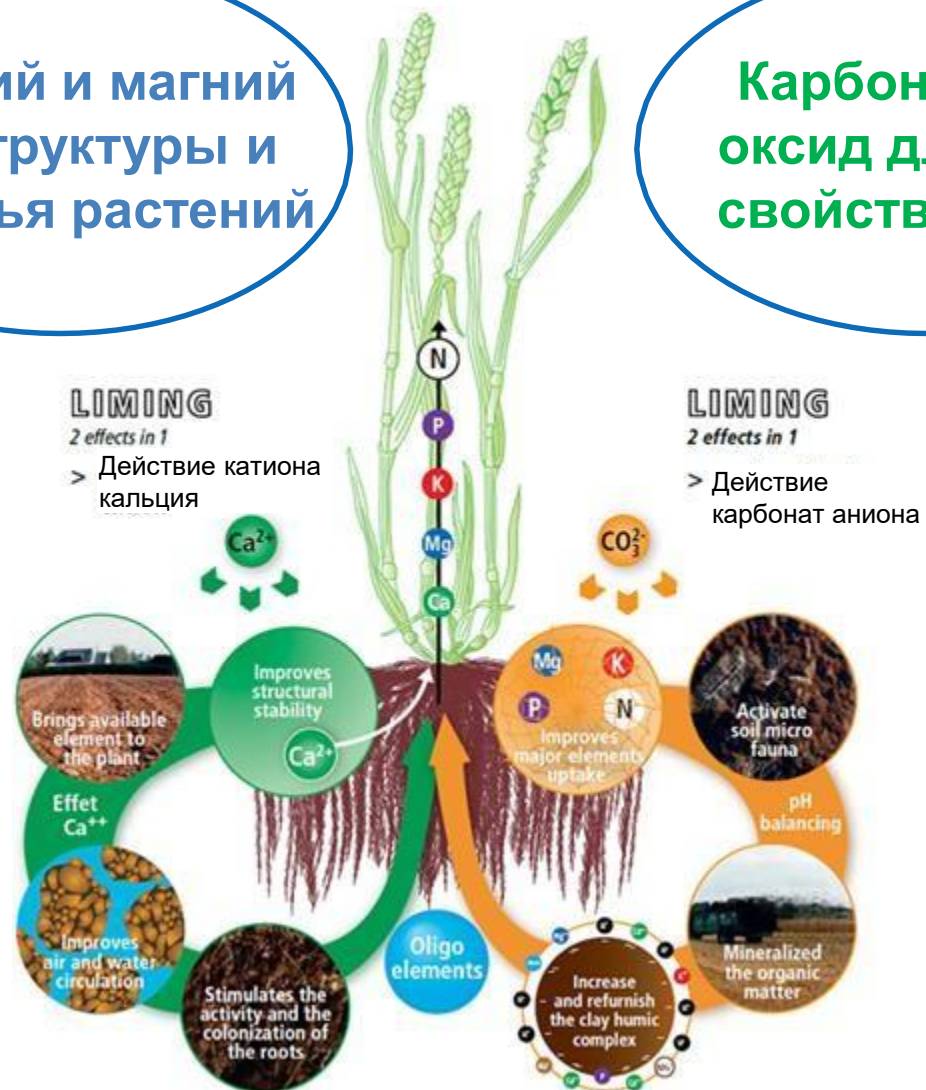 ий и магний
труктуры и
ья растений
Карбон
оксид д
свойств
LIMING
2 effects in 1
> Действие катиона
кальция
LIMING
2 effects in 1
> Действие
карбонат аниона
N
P
K
Mg
Ca
Ca²⁺
CO₃²⁻
Brings available
element to
the plant
Improves
structural
stability
Ca²⁺
Effet
Ca⁺⁺
Improves
air and water
circulation
Stimulates the
activity and the
colonization of
the roots
Oligo
elements
Mg K
P N
Improves
major elements
uptake
Activate
soil micro
fauna
pH
balancing
Mineralized
the organic
matter
Increase
and refurnish
the clay humic
complex